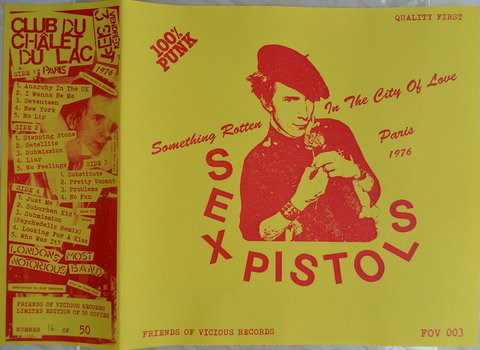 CLUB DU
CHÂLET
DU LAC
PARIS
3 SEPT
1976
SIDE 1
1. Anarchy In The UK
2. I Wanna Be Me
3. Seventeen
4. New York
5. No Lip
SIDE 2
1. Stepping Stone
2. Satellite
3. Submission
4. Liar
5. No Feelings
SIDE 3
1. Substitute
2. Pretty Vacant
3. Problems
4. No Fun
SIDE 4
1. Just Me
2. Suburban Kid
3. Submission
(Psychedelic Remix)
4. Looking For A Kiss
5. Who Was It?
LONDONS MOST
NOTORIOUS BAND
FRIENDS OF VICIOUS RECORDS
LIMITED EDITION OF 50 COPIES
NUMBER 16 OF 50
100%
PUNK
QUALITY FIRST
Something Rotten In The City Of Love
Paris
1976
SEX PISTOLS
FRIENDS OF VICIOUS RECORDS
FOV 003